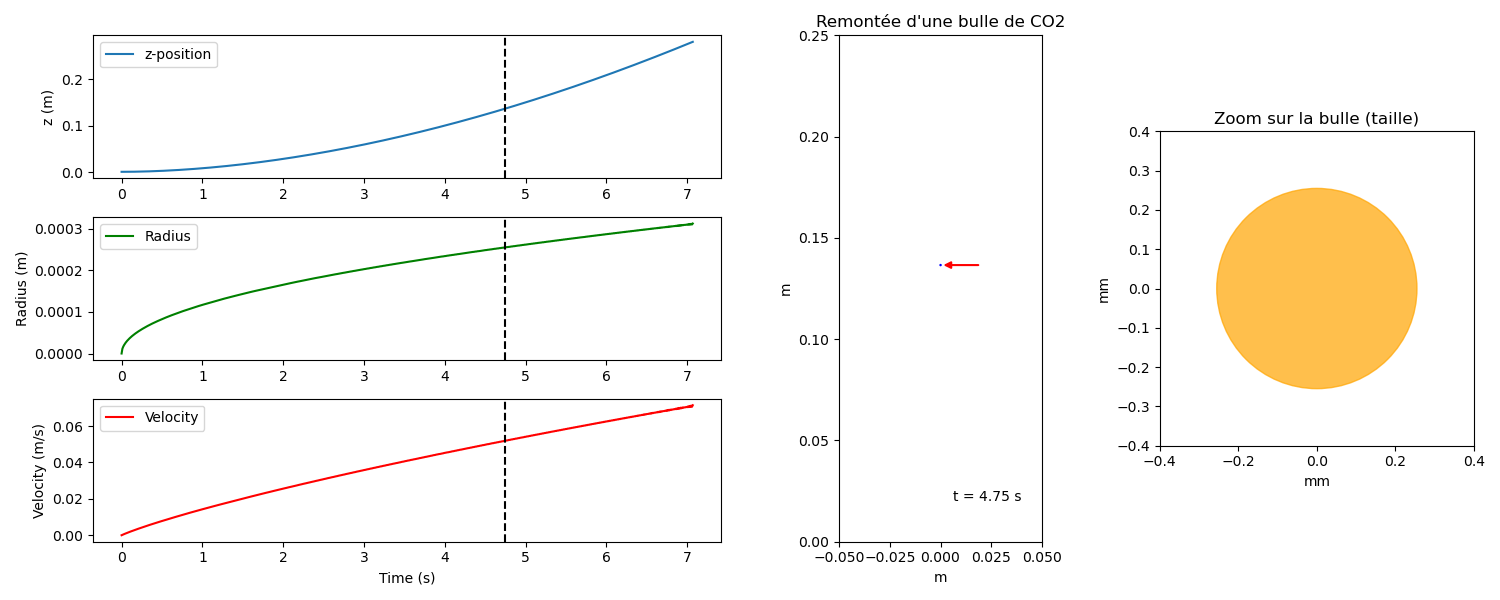 z-position
z (m)
0.2
0.1
0.0
0 1 2 3 4 5 6 7
Radius
Radius (m)
0.0003
0.0002
0.0001
0.0000
0 1 2 3 4 5 6 7
Velocity
Velocity (m/s)
0.06
0.04
0.02
0.00
0 1 2 3 4 5 6 7
Time (s)
Remontée d'une bulle de CO2
m
0.25
0.20
0.15
0.10
0.05
0.00
t = 4.75 s
−0.050 −0.025 0.000 0.025 0.050
m
Zoom sur la bulle (taille)
mm
0.4
0.3
0.2
0.1
0.0
−0.1
−0.2
−0.3
−0.4
−0.4 −0.2 0.0 0.2 0.4
mm